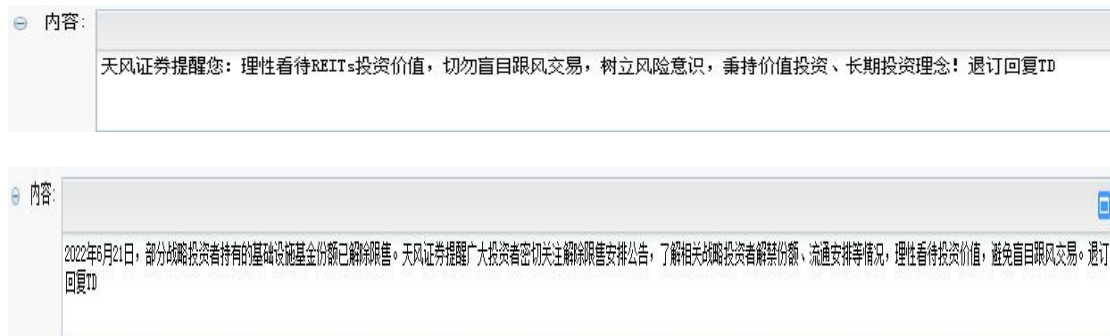 内容:
天风证券提醒您：理性看待REITs投资价值，切勿盲目跟风交易，树立风险意识，秉持价值投资、长期投资理念！退订回复TD
内容:
2022年6月21日，部分战略投资者持有的基础设施基金份额已解除限售。天风证券提醒广大投资者密切关注解除限售安排公告，了解相关战略投资者解禁份额、流通安排等情况，理性看待投资价值，避免盲目跟风交易。退订
回复TD